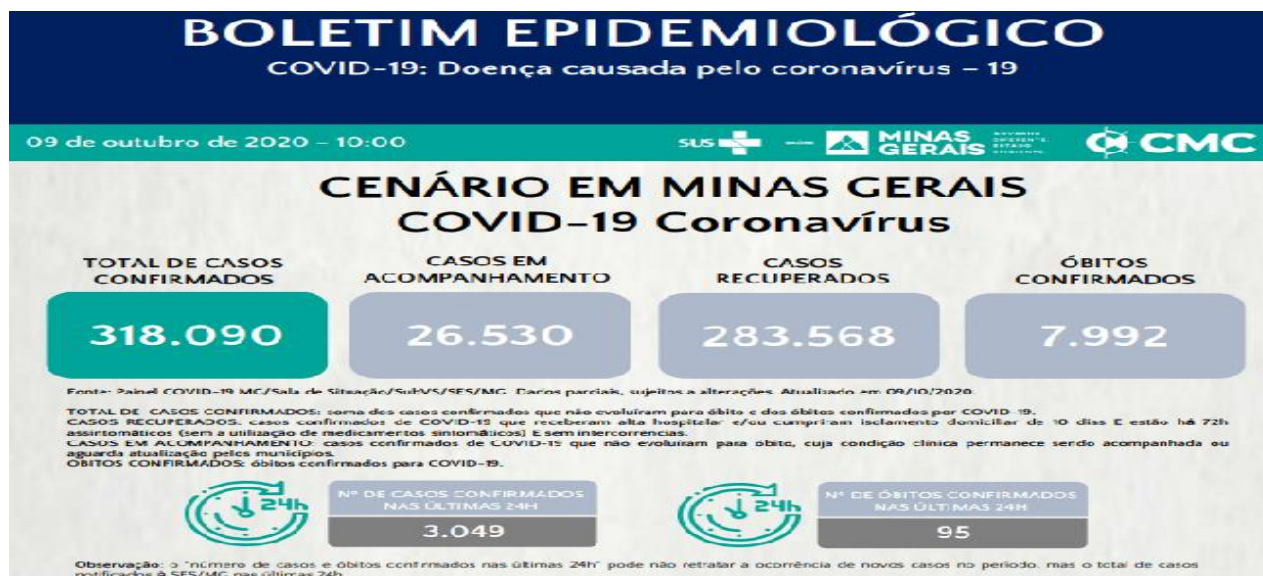 BOLETIM EPIDEMIOLÓGICO
COVID-19: Doença causada pelo coronavírus - 19
09 de outubro de 2020 - 10:00
SUS MINAS GERAIS CMC
CENÁRIO EM MINAS GERAIS
COVID-19 Coronavírus
TOTAL DE CASOS CONFIRMADOS
318.090
CASOS EM ACOMPANHAMENTO
26.530
CASOS RECUPERADOS
283.568
ÓBITOS CONFIRMADOS
7.992
Fonte: Painel COVID-19 MG/Sala de Situação/SubVS/SES/MG. Dados parciais, sujeitos a alterações. Atualizado em 09/10/2020.
TOTAL DE CASOS CONFIRMADOS: soma dos casos confirmados que não evoluíram para óbito e dos óbitos confirmados por COVID-19.
CASOS RECUPERADOS: casos confirmados de COVID-19 que receberam alta hospitalar e/ou cumpriram isolamento domiciliar de 10 dias E estão há 72h
assintomáticos (sem a utilização de medicamentos sintomáticos) E sem intercorrências.
CASOS EM ACOMPANHAMENTO: casos confirmados de COVID-19 que não evoluíram para óbito, cuja condição clínica permanece sendo acompanhada ou
aguarda atualização pelos municípios.
ÓBITOS CONFIRMADOS: óbitos confirmados para COVID-19.
24h
Nº DE CASOS CONFIRMADOS
NAS ÚLTIMAS 24H
3.049
24h
Nº DE ÓBITOS CONFIRMADOS
NAS ÚLTIMAS 24H
95
Observação: o "número de casos e óbitos confirmados nas últimas 24h" pode não retratar a ocorrência de novos casos no período, mas o total de casos
notificados à SES/MG nas últimas 24h.